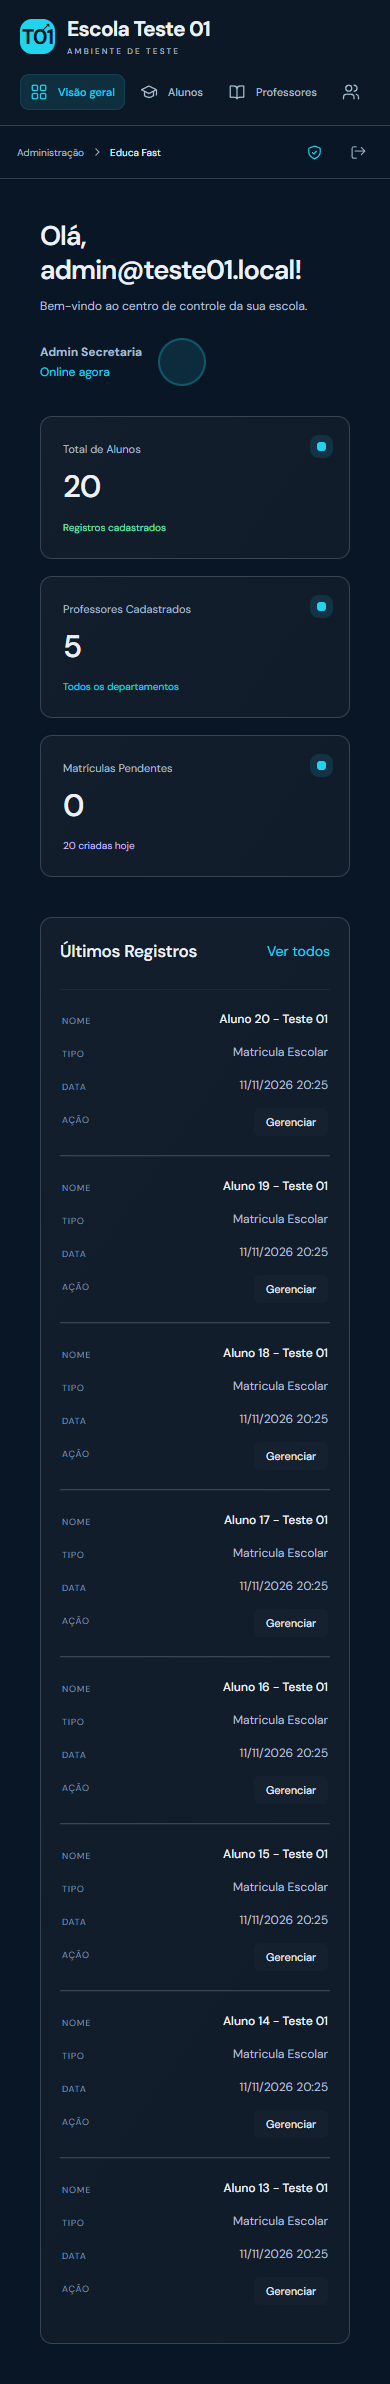 TO1
Escola Teste 01
AMBIENTE DE TESTE
Visão geral
Alunos
Professores
Administração > Educa Fast
Olá,
admin@teste01.local!
Bem-vindo ao centro de controle da sua escola.
Admin Secretaria
Online agora
Total de Alunos
20
Registros cadastrados
Professores Cadastrados
5
Todos os departamentos
Matrículas Pendentes
0
20 criadas hoje
Últimos Registros Ver todos
NOME Aluno 20 - Teste 01
TIPO Matricula Escolar
DATA 11/11/2026 20:25
AÇÃO Gerenciar
NOME Aluno 19 - Teste 01
TIPO Matricula Escolar
DATA 11/11/2026 20:25
AÇÃO Gerenciar
NOME Aluno 18 - Teste 01
TIPO Matricula Escolar
DATA 11/11/2026 20:25
AÇÃO Gerenciar
NOME Aluno 17 - Teste 01
TIPO Matricula Escolar
DATA 11/11/2026 20:25
AÇÃO Gerenciar
NOME Aluno 16 - Teste 01
TIPO Matricula Escolar
DATA 11/11/2026 20:25
AÇÃO Gerenciar
NOME Aluno 15 - Teste 01
TIPO Matricula Escolar
DATA 11/11/2026 20:25
AÇÃO Gerenciar
NOME Aluno 14 - Teste 01
TIPO Matricula Escolar
DATA 11/11/2026 20:25
AÇÃO Gerenciar
NOME Aluno 13 - Teste 01
TIPO Matricula Escolar
DATA 11/11/2026 20:25
AÇÃO Gerenciar